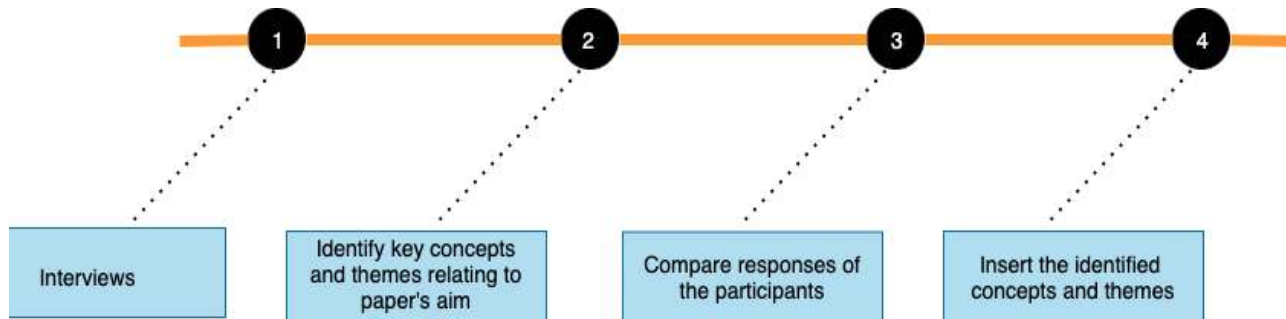 1
2
3
4
Interviews
Identify key concepts
and themes relating to
paper's aim
Compare responses of
the participants
Insert the identified
concepts and themes